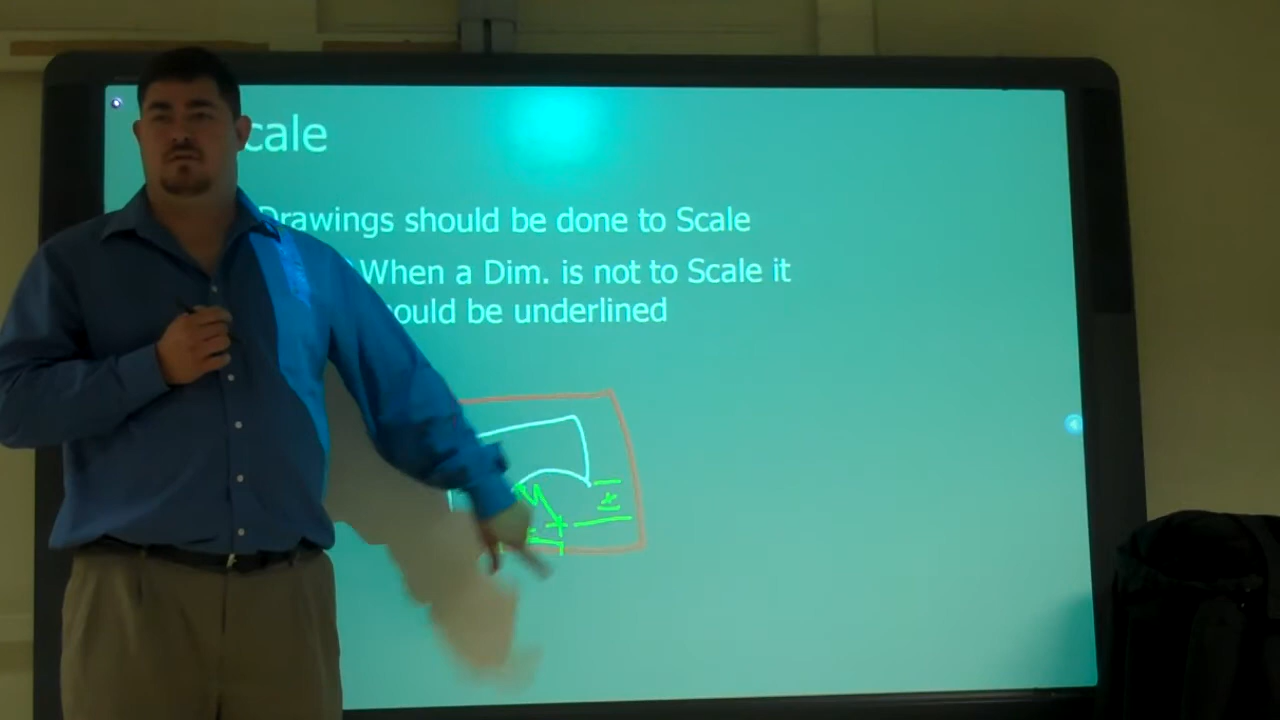 cale
Drawings should be done to Scale
When a Dim. is not to Scale it
ould be underlined